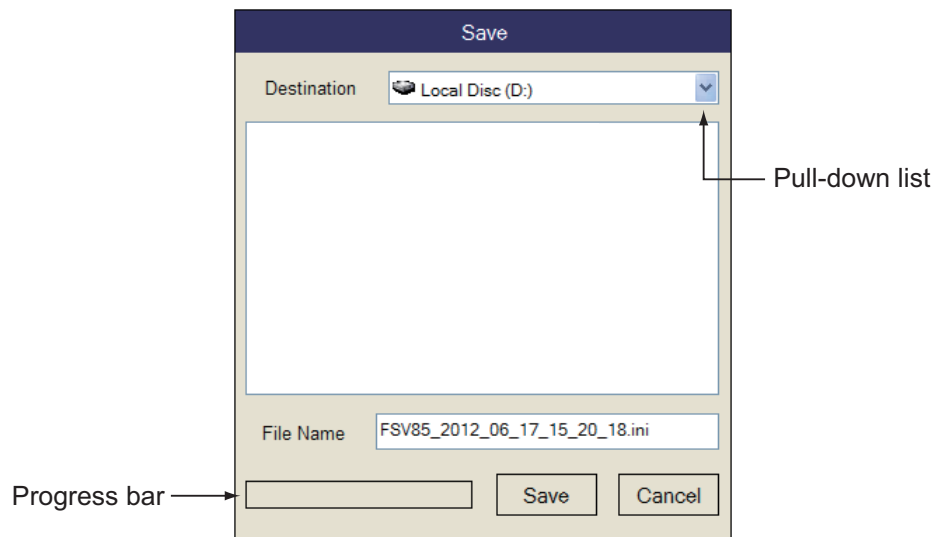 Save
Destination
Local Disc (D:)
Pull-down list
File Name
FSV85_2012_06_17_15_20_18.ini
Progress bar
Save
Cancel